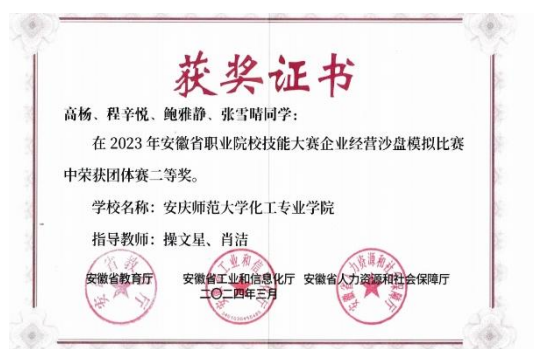 获奖证书
高杨、程辛悦、鲍雅静、张雪晴同学：
在 2023 年安徽省职业院校技能大赛企业经营沙盘模拟比赛
中荣获团体赛二等奖。
学校名称：安庆师范大学化工专业学院
指导教师：操文星、肖洁
安徽省教育厅 安徽省工业和信息化厅 安徽省人力资源和社会保障厅
二〇二四年三月